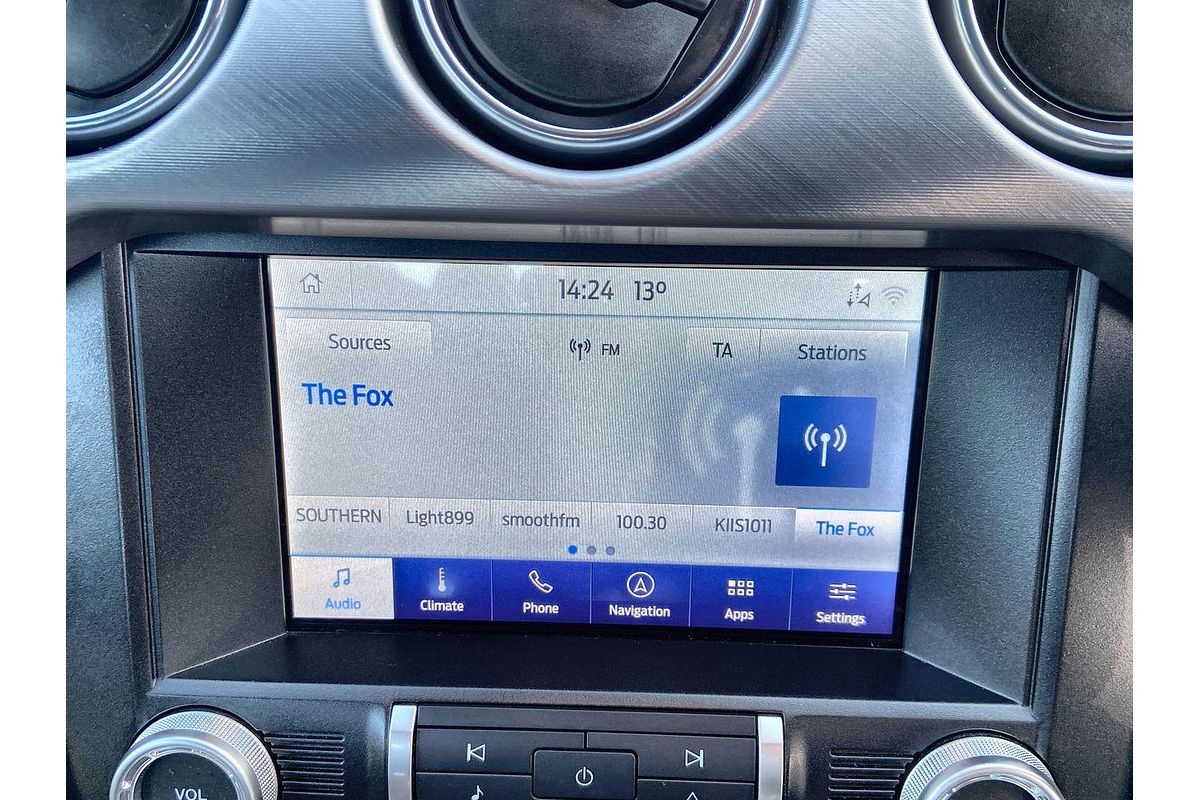 14:24 13º
Sources FM TA Stations
The Fox
SOUTHERN Light899 smoothfm 100.30 KIIS1011 The Fox
Audio Climate Phone Navigation Apps Settings
VOL